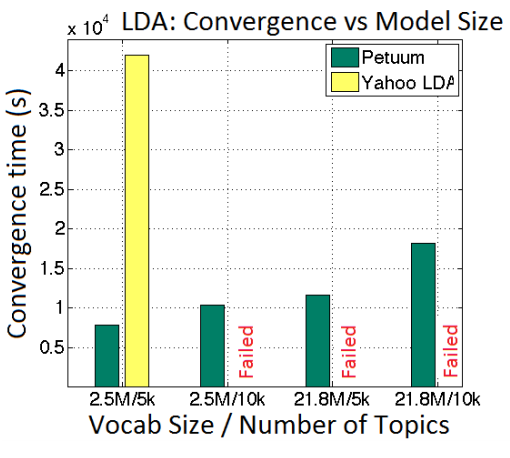 x 10⁴ LDA: Convergence vs Model Size
Petuum
Yahoo LDA
Convergence time (s)
4
3.5
3
2.5
2
1.5
1
0.5
Failed
Failed
Failed
2.5M/5k 2.5M/10k 21.8M/5k 21.8M/10k
Vocab Size / Number of Topics